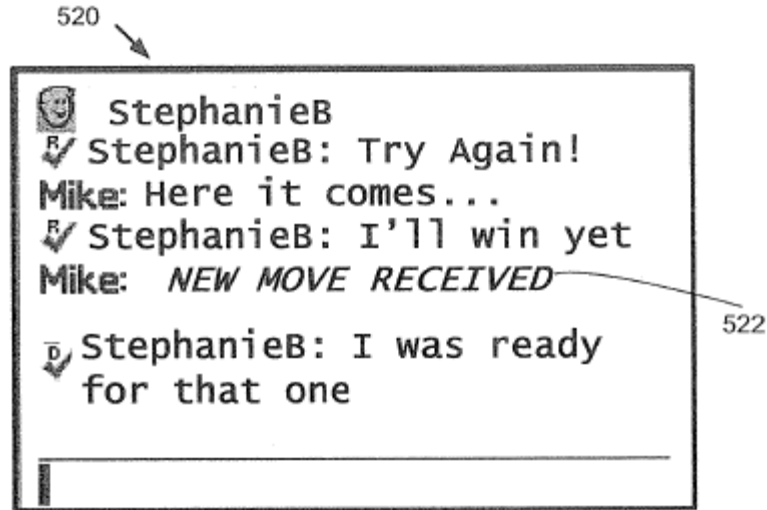 520
StephanieB
R StephanieB: Try Again!
Mike: Here it comes...
R StephanieB: I'll win yet
Mike: NEW MOVE RECEIVED
522
D StephanieB: I was ready
for that one